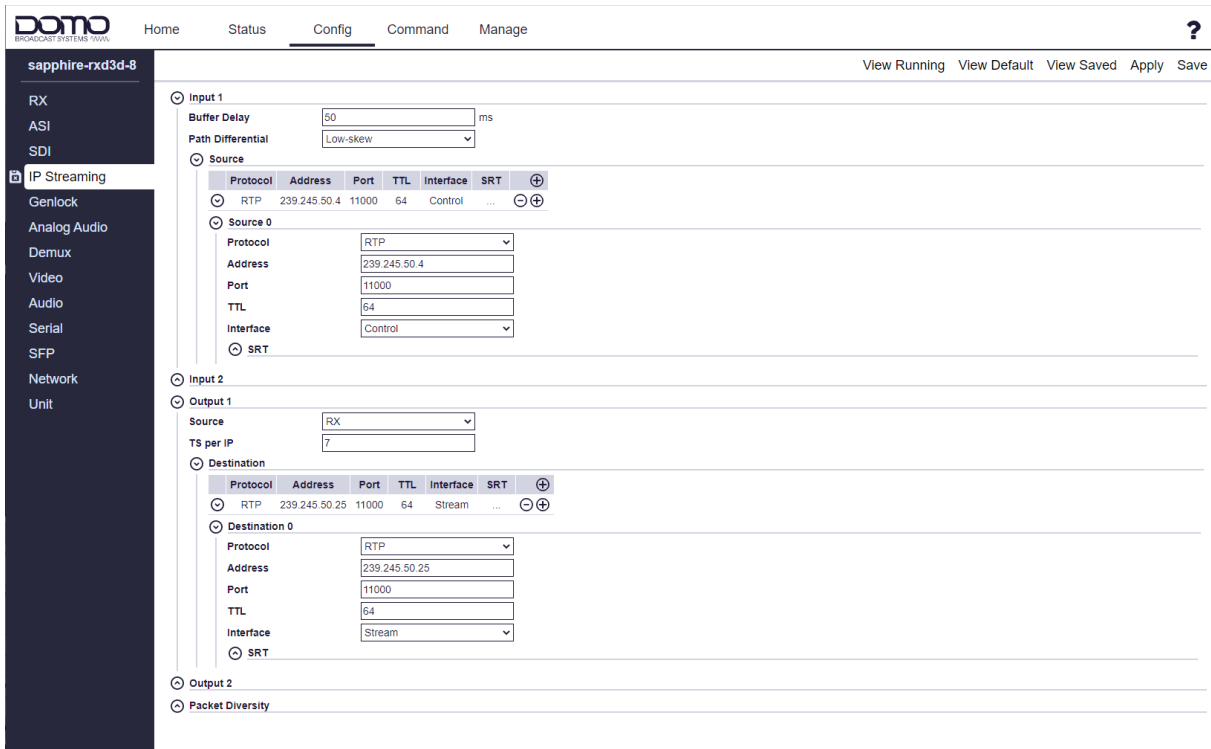 DOMO
BROADCAST SYSTEMS
Home Status Config Command Manage ?
sapphire-rxd3d-8
View Running View Default View Saved Apply Save
RX
ASI
SDI
IP Streaming
Genlock
Analog Audio
Demux
Video
Audio
Serial
SFP
Network
Unit
Input 1
Buffer Delay 50 ms
Path Differential Low-skew
Source
Protocol Address Port TTL Interface SRT
RTP 239.245.50.4 11000 64 Control ...
Source 0
Protocol RTP
Address 239.245.50.4
Port 11000
TTL 64
Interface Control
SRT
Input 2
Output 1
Source RX
TS per IP 7
Destination
Protocol Address Port TTL Interface SRT
RTP 239.245.50.25 11000 64 Stream ...
Destination 0
Protocol RTP
Address 239.245.50.25
Port 11000
TTL 64
Interface Stream
SRT
Output 2
Packet Diversity